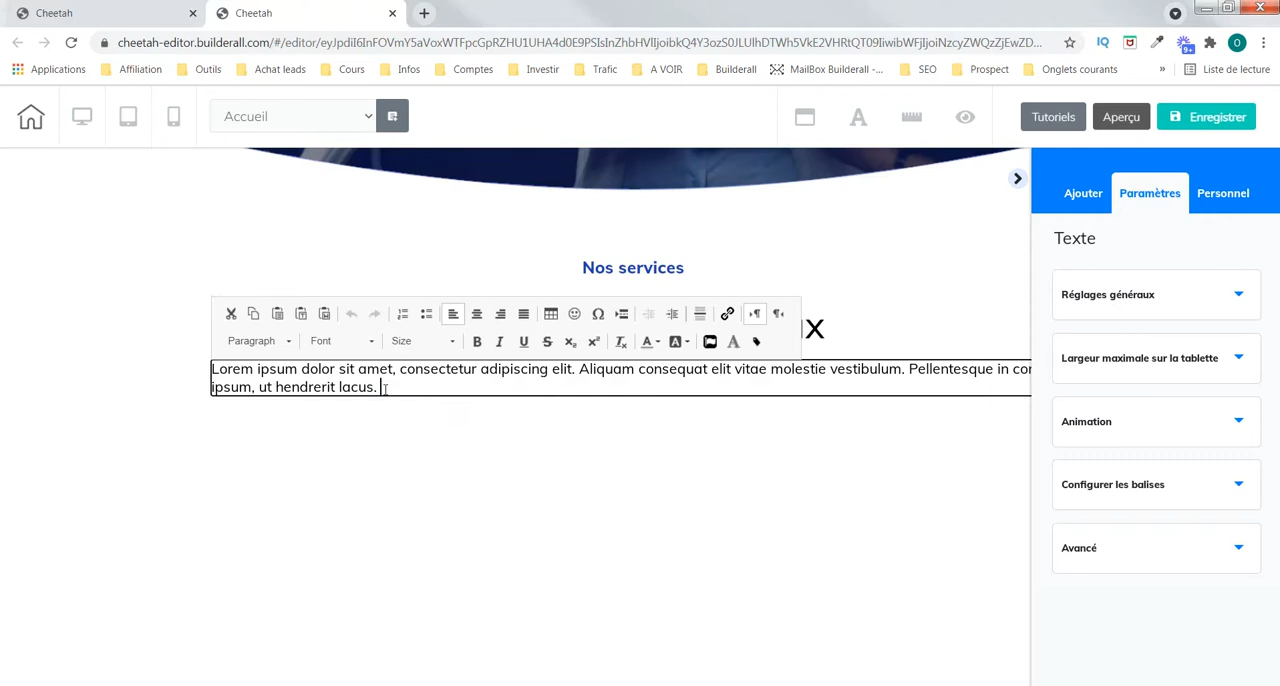 Cheetah
Cheetah
cheetah-editor.builderall.com/#/editor/eyJpdiI6InFOVmY5aVoxWTFpcGpRZHU1UHA4d0E9PSIsInZhbHVlIjoibkQ4Y3ozS0JLUlhDTWh5VkE2VHRtQT09IiwibWFjIjoiNzcyZWQzZjEwZD...
Applications
Affiliation
Outils
Achat leads
Cours
Infos
Comptes
Investir
Trafic
A VOIR
Builderall
MailBox Builderall -...
SEO
Prospect
Onglets courants
»
Liste de lecture
Accueil
Tutoriels
Aperçu
Enregistrer
Ajouter
Paramètres
Personnel
Texte
Réglages généraux
Largeur maximale sur la tablette
Animation
Configurer les balises
Avancé
Nos services
Paragraph
Font
Size
Lorem ipsum dolor sit amet, consectetur adipiscing elit. Aliquam consequat elit vitae molestie vestibulum. Pellentesque in cor
ipsum, ut hendrerit lacus.